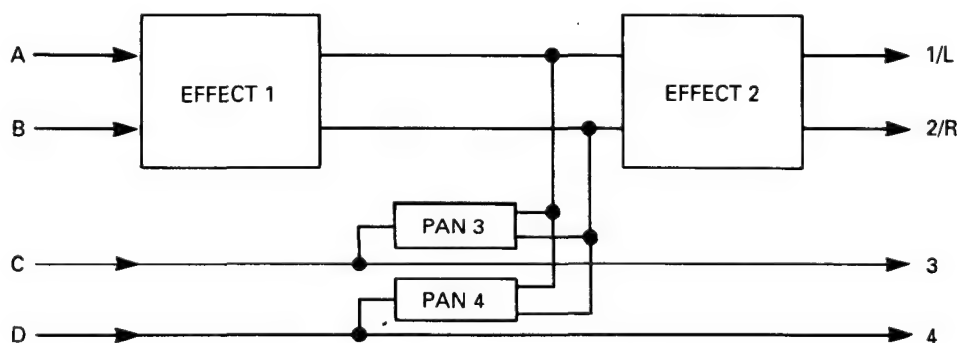 A
EFFECT 1
EFFECT 2
1/L
B
2/R
PAN 3
C
3
PAN 4
D
4